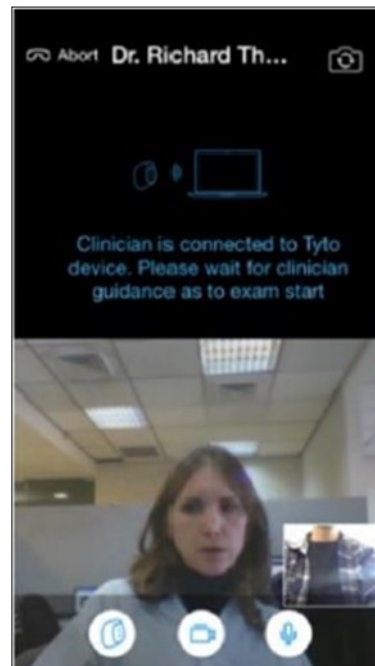 Abort Dr. Richard Th...
Clinician is connected to Tyto
device. Please wait for clinician
guidance as to exam start